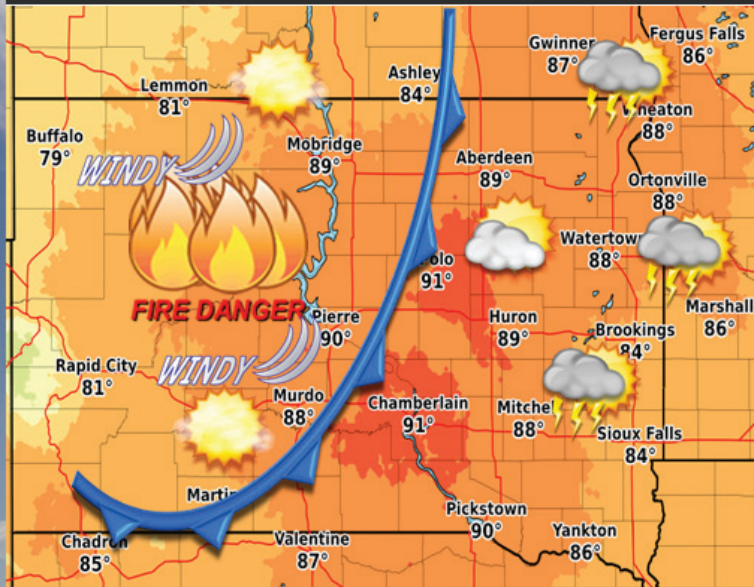 Gwinner
87°
Fergus Falls
86°
Lemmon
81°
Ashley
84°
Wheaton
88°
Buffalo
79°
WINDY
Mobridge
89°
Aberdeen
89°
Ortonville
88°
Watertown
88°
91°
FIRE DANGER
Pierre
90°
Huron
89°
Marshall
86°
Brookings
84°
Rapid City
81°
WINDY
Murdo
88°
Chamberlain
91°
Mitchel
88°
Sioux Falls
84°
Martin
Pickstown
90°
Chadron
85°
Valentine
87°
Yankton
86°